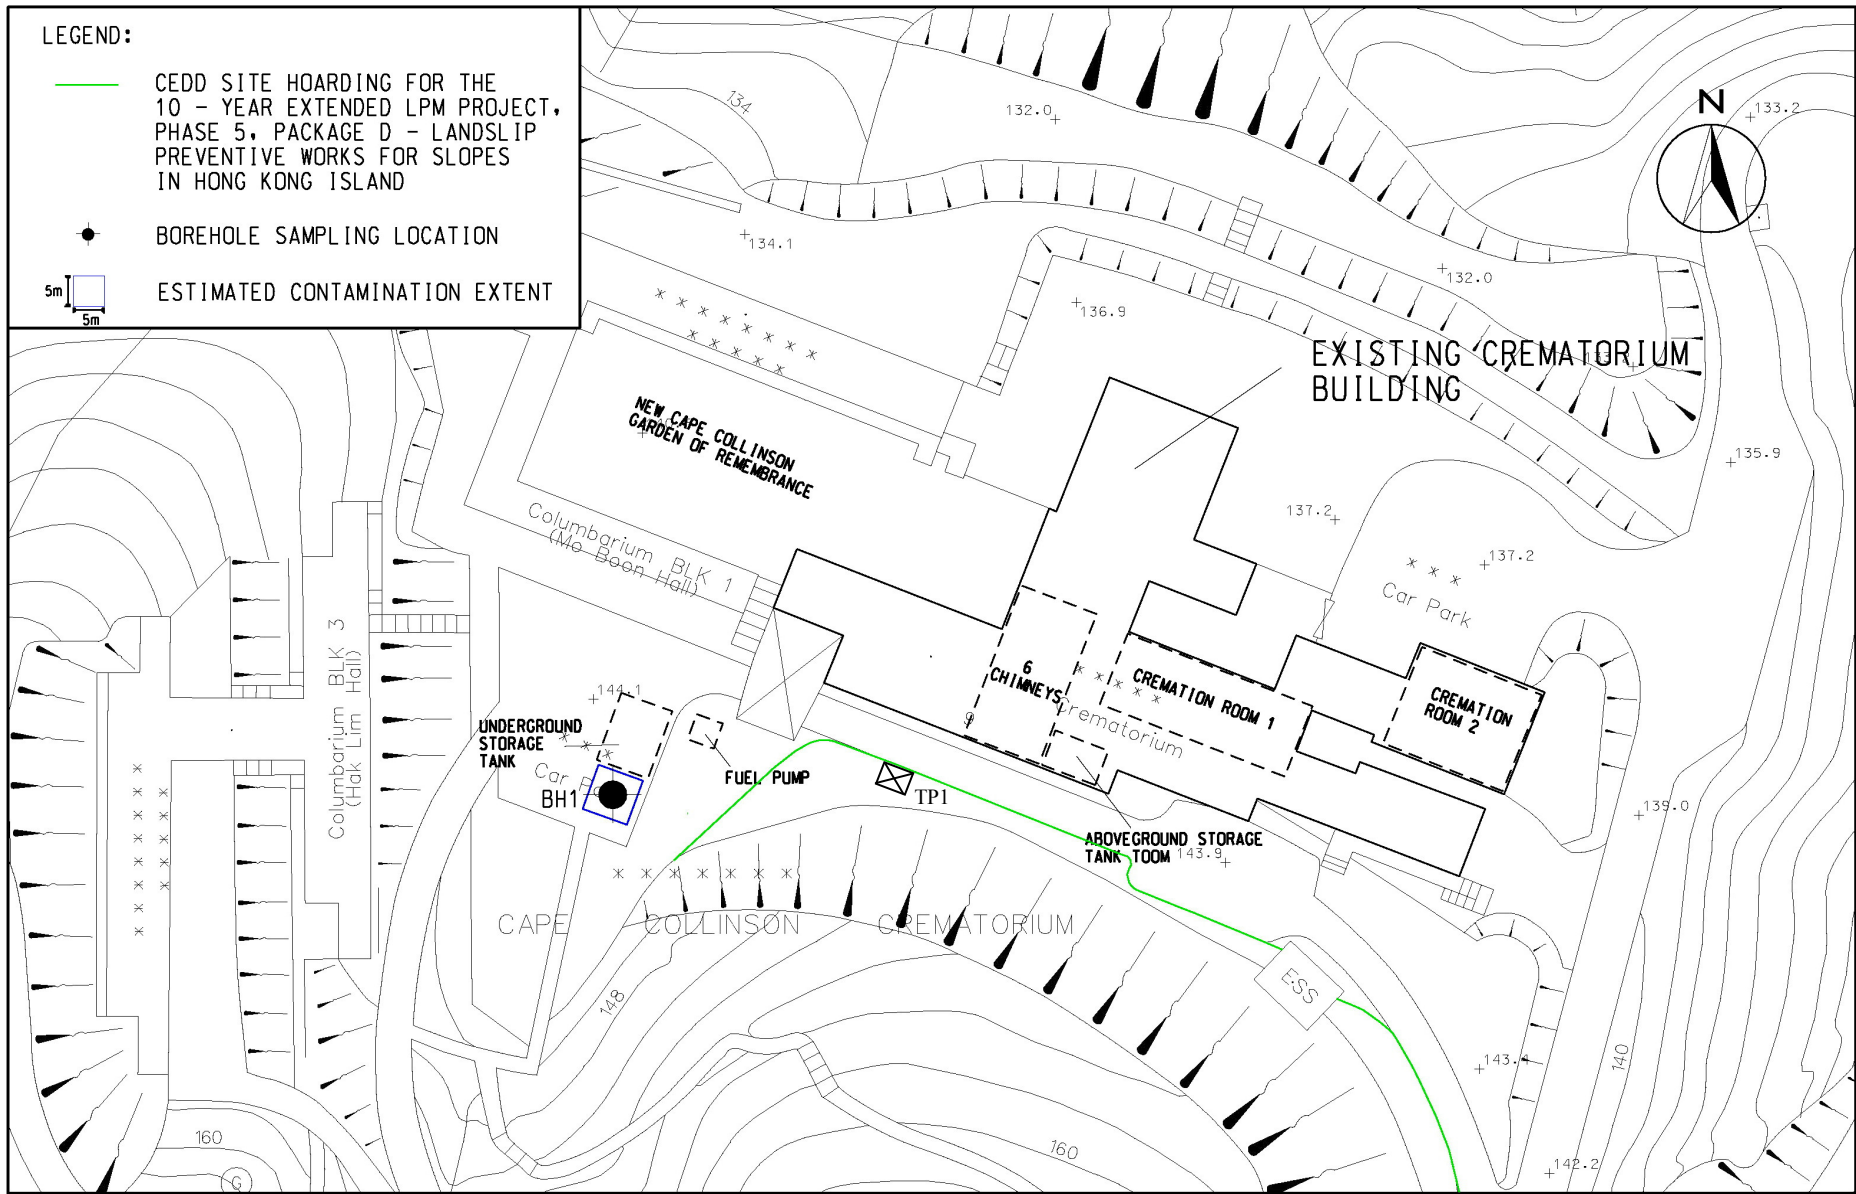 LEGEND:
CEDD SITE HOARDING FOR THE
10 - YEAR EXTENDED LPM PROJECT,
PHASE 5, PACKAGE D - LANDSLIP
PREVENTIVE WORKS FOR SLOPES
IN HONG KONG ISLAND
BOREHOLE SAMPLING LOCATION
5m
5m
ESTIMATED CONTAMINATION EXTENT
134
132.0
N
133.2
134.1
132.0
136.9
EXISTING CREMATORIUM
BUILDING
NEW CAPE COLLINSON
GARDEN OF REMEMBRANCE
135.9
137.2
137.2
Columbarium BLK 1
(Mo Boon Hall)
Car Park
Columbarium BLK 3
(Hak Lim Hall)
6
CHIMNEYS
CREMATION ROOM 1
CREMATION
ROOM 2
144.1
UNDERGROUND
STORAGE
TANK
9
Crematorium
Car
FUEL PUMP
BH1
TP1
139.0
ABOVEGROUND STORAGE
TANK TOOM
143.9
CAPE COLLINSON CREMATORIUM
148
ESS
143.4
140
160
160
142.2
G